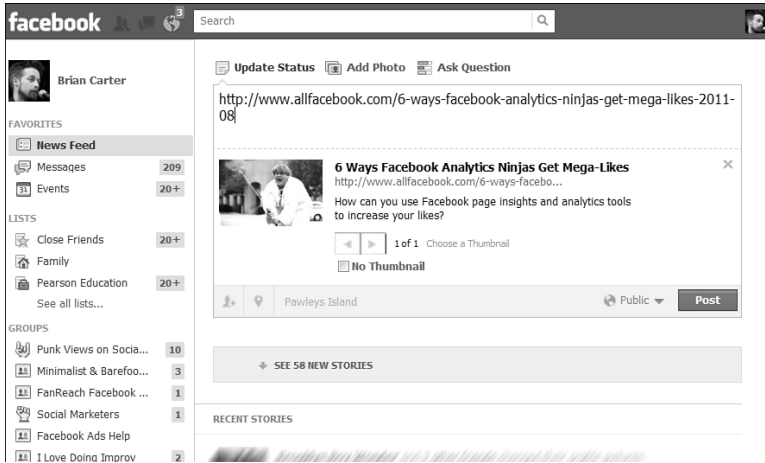 facebook
3
Search
Brian Carter
FAVORITES
News Feed
Messages 209
Events 20+
LISTS
Close Friends 20+
Family
Pearson Education 20+
See all lists...
GROUPS
Punk Views on Socia... 10
Minimalist & Barefoo... 3
FanReach Facebook ... 1
Social Marketers 1
Facebook Ads Help
I Love Doing Improv 2
Update Status Add Photo Ask Question
http://www.allfacebook.com/6-ways-facebook-analytics-ninjas-get-mega-likes-2011-
08
6 Ways Facebook Analytics Ninjas Get Mega-Likes
http://www.allfacebook.com/6-ways-facebo...
How can you use Facebook page insights and analytics tools
to increase your likes?
1 of 1 Choose a Thumbnail
No Thumbnail
Pawleys Island Public Post
SEE 58 NEW STORIES
RECENT STORIES